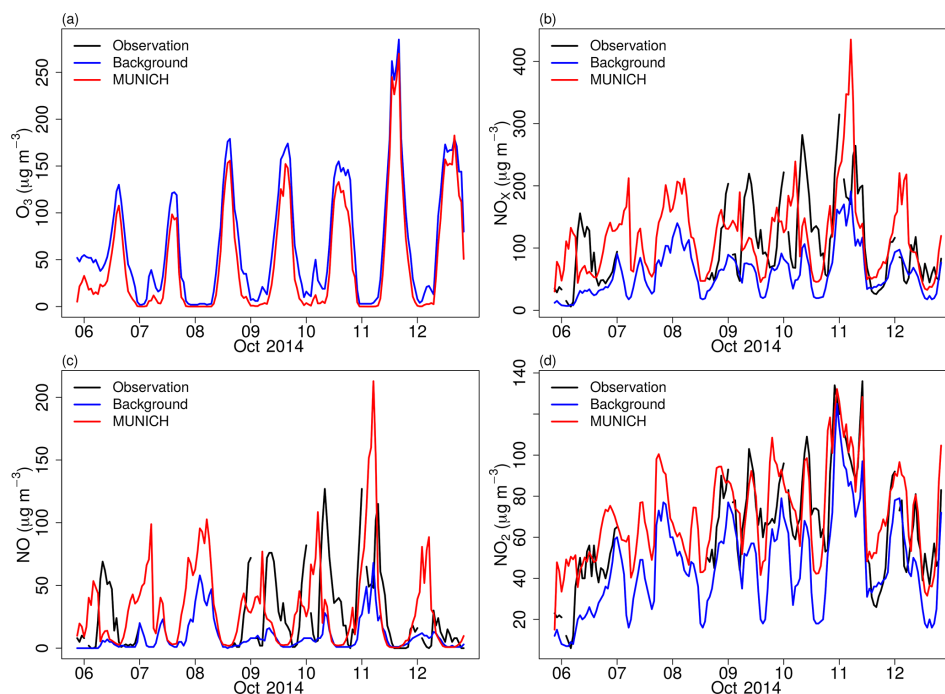 (a)
Observation
Background
MUNICH
O₃ (µg m⁻³)
0 50 100 150 200 250
06 07 08 09 10 11 12
Oct 2014
(b)
Observation
Background
MUNICH
NOX (µg m⁻³)
0 100 200 300 400
06 07 08 09 10 11 12
Oct 2014
(c)
Observation
Background
MUNICH
NO (µg m⁻³)
0 50 100 150 200
06 07 08 09 10 11 12
Oct 2014
(d)
Observation
Background
MUNICH
NO₂ (µg m⁻³)
20 40 60 80 100 140
06 07 08 09 10 11 12
Oct 2014